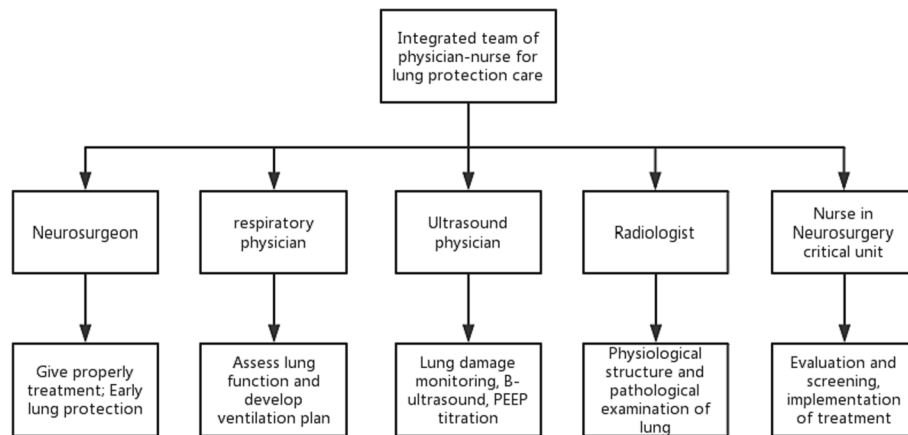 Integrated team of
physician-nurse for
lung protection care
Neurosurgeon
respiratory
physician
Ultrasound
physician
Radiologist
Nurse in
Neurosurgery
critical unit
Give properly
treatment; Early
lung protection
Assess lung
function and
develop
ventilation plan
Lung damage
monitoring, B-
ultrasound, PEEP
titration
Physiological
structure and
pathological
examination of
lung
Evaluation and
screening,
implementation
of treatment